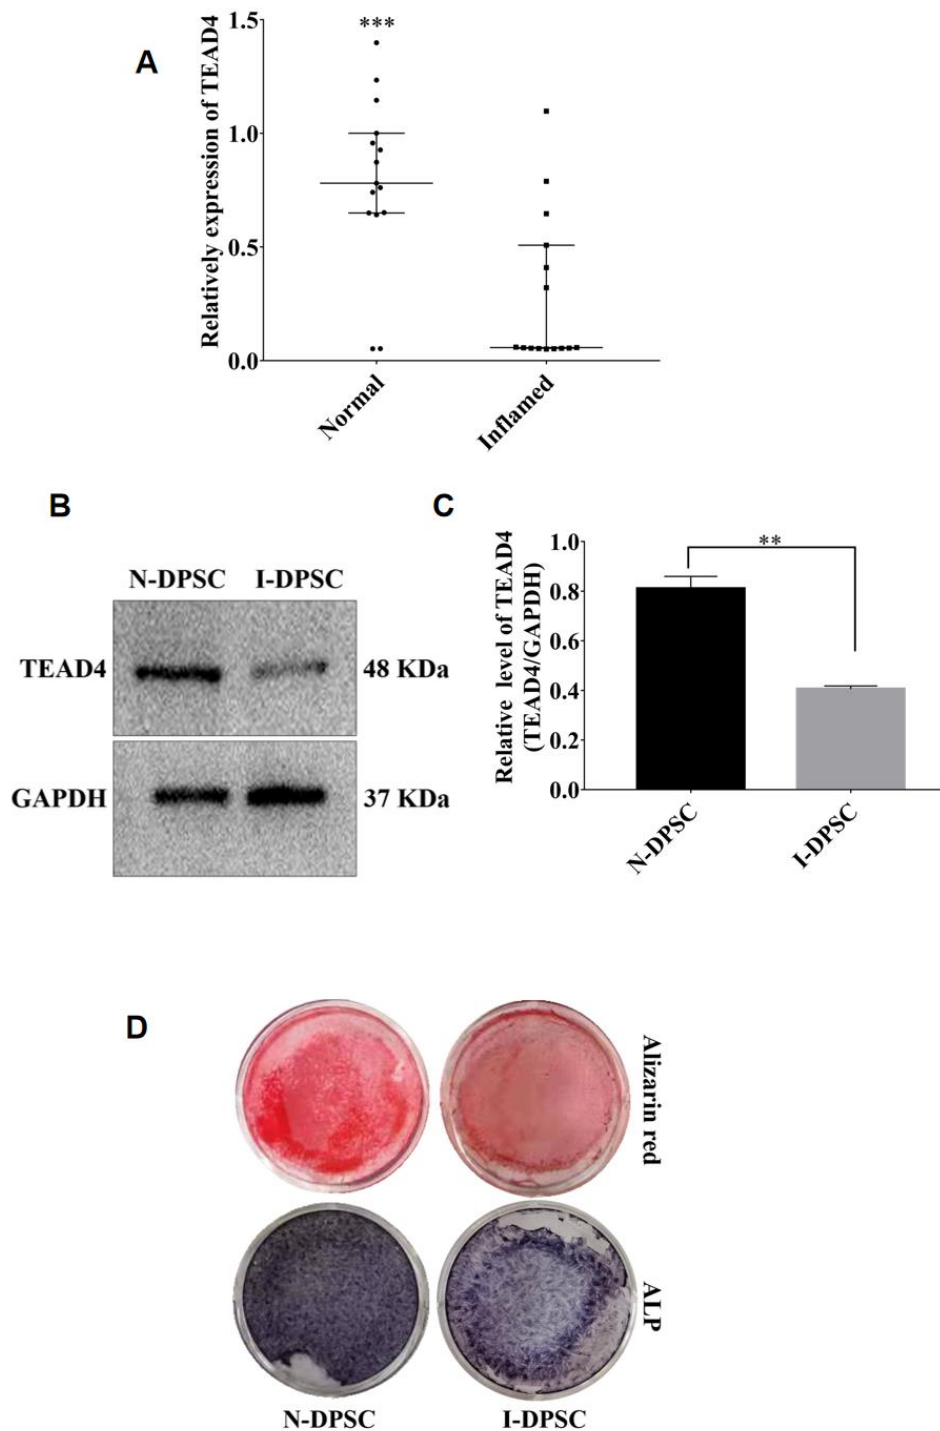 A
Relatively expression of TEAD4
1.5
1.0
0.5
0.0
***
Normal
Inflamed
B
N-DPSC I-DPSC
TEAD4
48 KDa
GAPDH
37 KDa
C
Relative level of TEAD4
(TEAD4/GAPDH)
1.0
0.8
0.6
0.4
0.2
0.0
**
N-DPSC
I-DPSC
D
Alizarin red
ALP
N-DPSC
I-DPSC